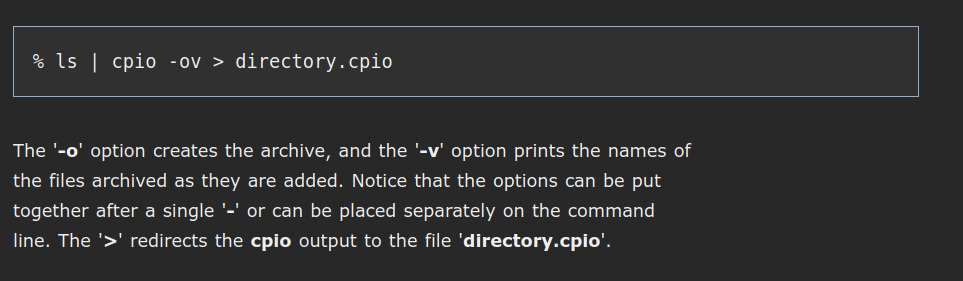 % ls | cpio -ov > directory.cpio
The '-o' option creates the archive, and the '-v' option prints the names of
the files archived as they are added. Notice that the options can be put
together after a single '-' or can be placed separately on the command
line. The '>' redirects the cpio output to the file 'directory.cpio'.